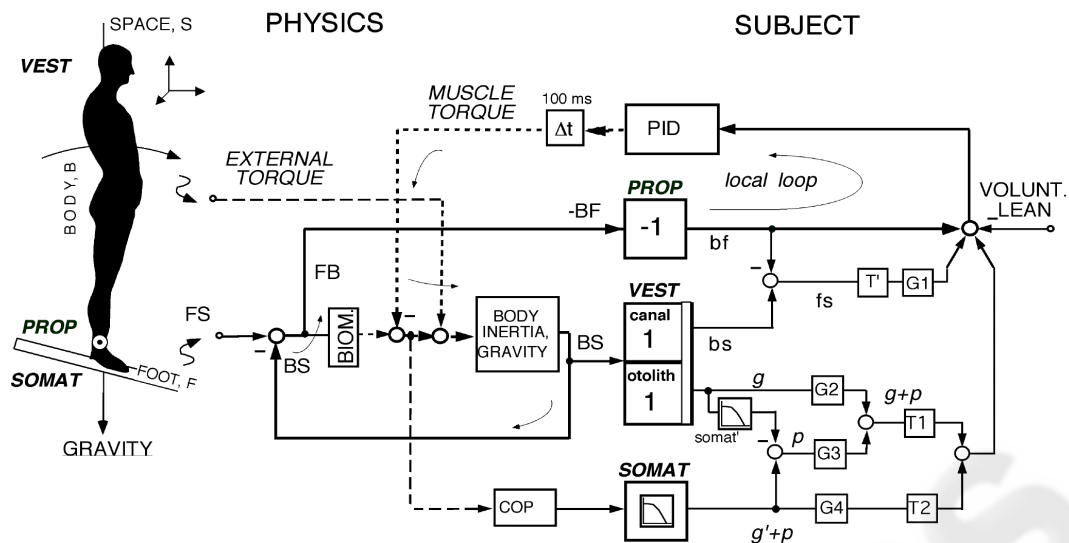 PHYSICS
SUBJECT
SPACE, S
VEST
BODY, B
EXTERNAL
TORQUE
MUSCLE
TORQUE
100 ms
Δt
PID
local loop
PROP
-1
-BF
bf
VOLUNT.
LEAN
−
FB
−
fs
T'
G1
PROP
FS
SOMAT
FOOT, F
GRAVITY
−
BS
BIOM.
−
BODY
INERTIA,
GRAVITY
BS
VEST
canal
1
otolith
1
bs
g
G2
g+p
T1
somat'
−
p
G3
SOMAT
COP
g'+p
G4
T2